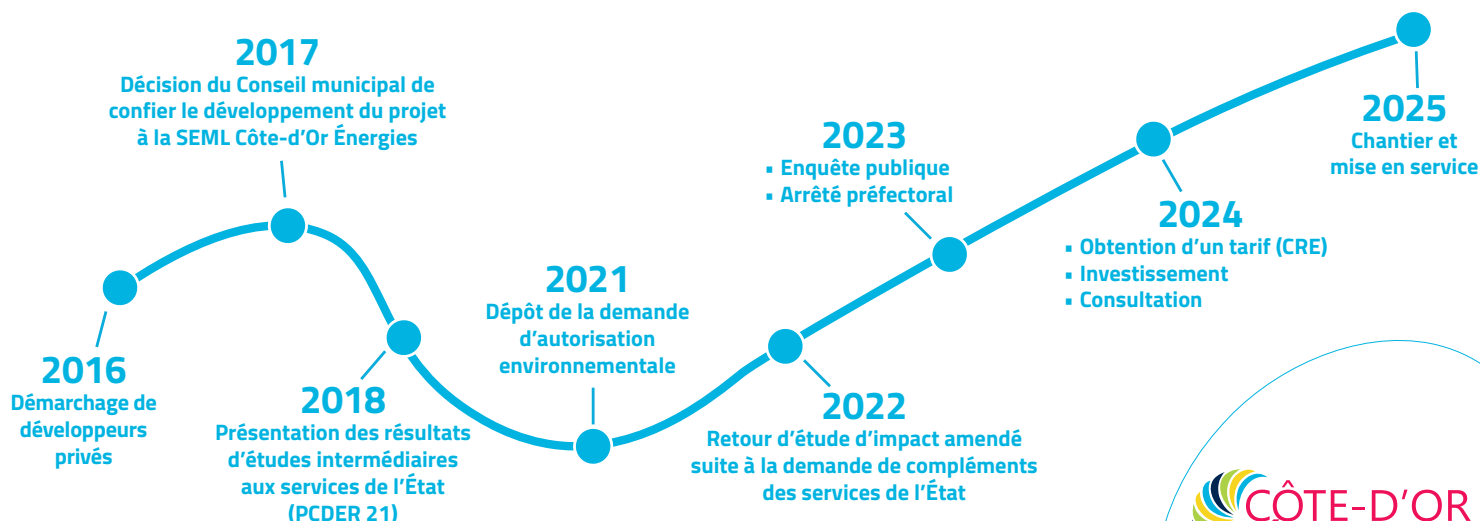 2016
Démarchage de
développeurs
privés
2017
Décision du Conseil municipal de
confier le développement du projet
à la SEML Côte-d’Or Énergies
2018
Présentation des résultats
d’études intermédiaires
aux services de l’État
(PCDER 21)
2021
Dépôt de la demande
d’autorisation
environnementale
2022
Retour d’étude d’impact amendé
suite à la demande de compléments
des services de l’État
2023
▪ Enquête publique
▪ Arrêté préfectoral
2024
▪ Obtention d’un tarif (CRE)
▪ Investissement
▪ Consultation
2025
Chantier et
mise en service
CÔTE-D'OR